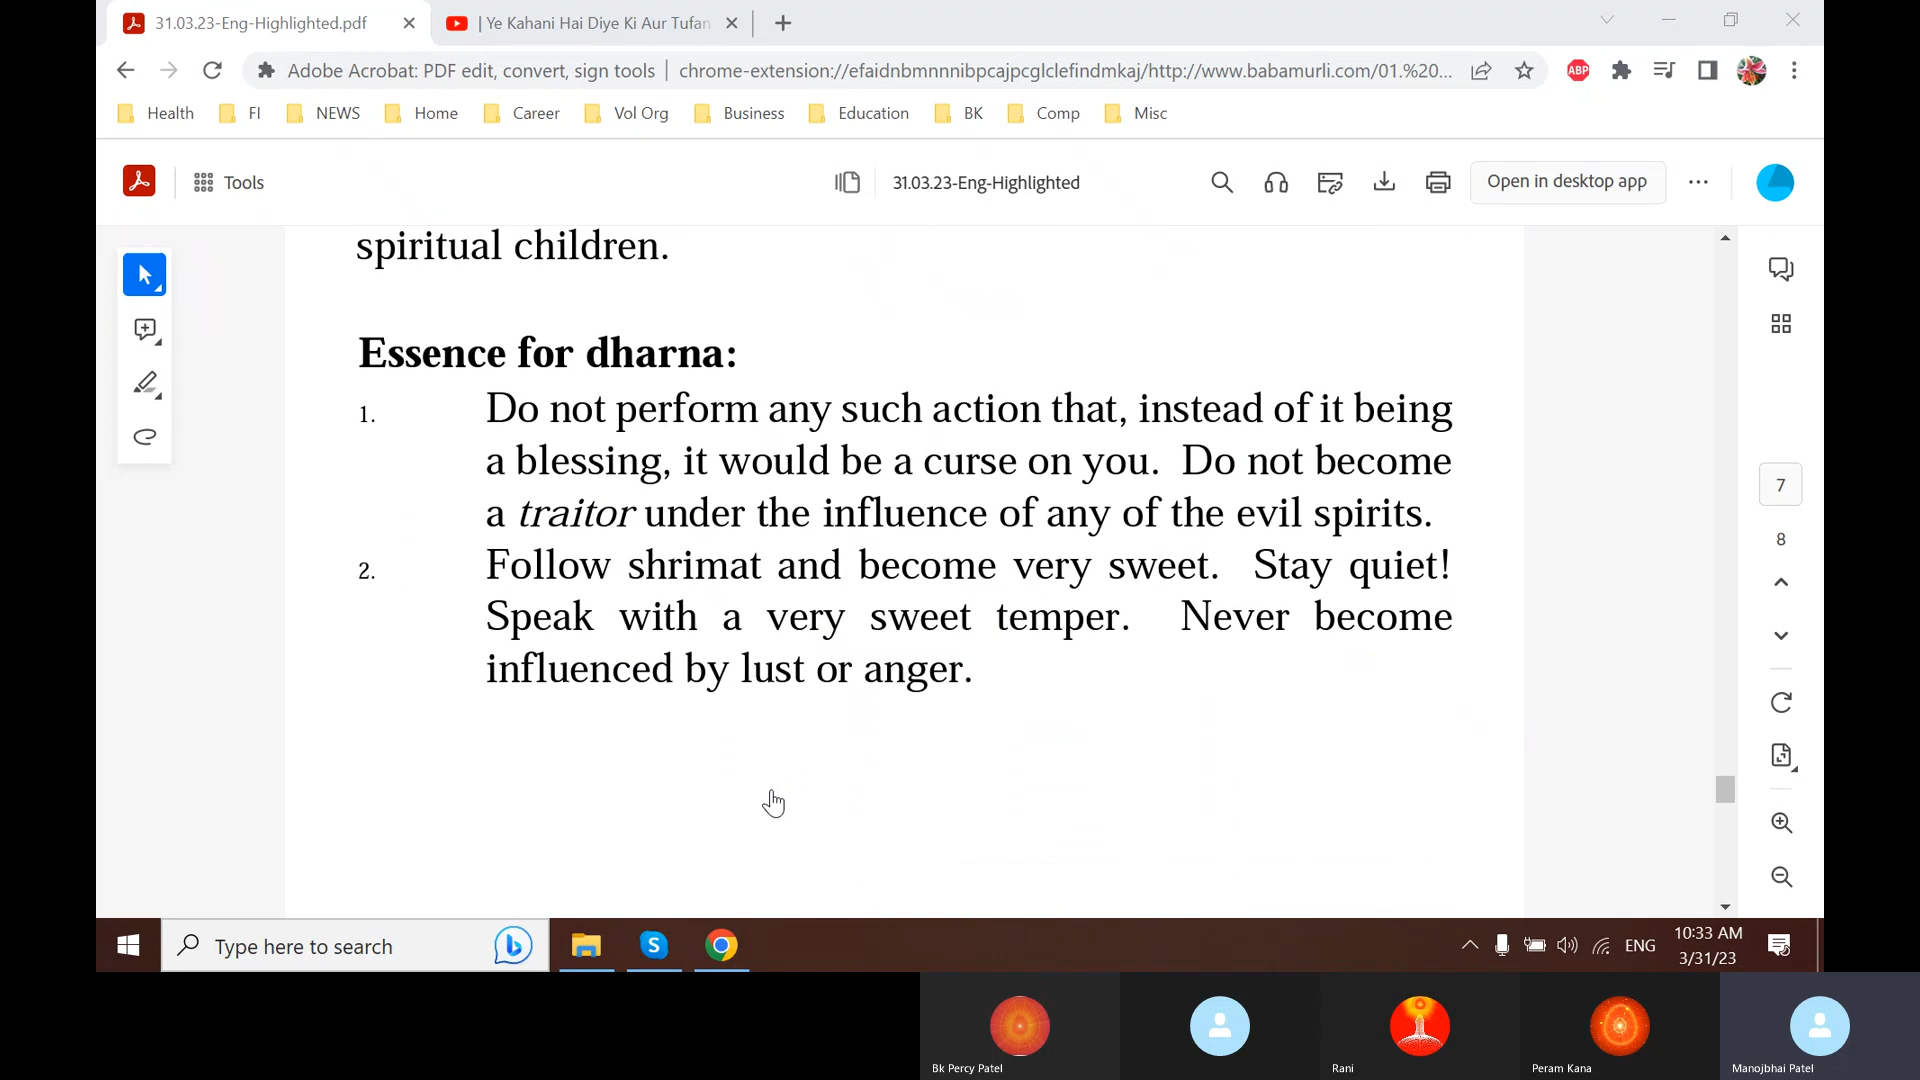 31.03.23-Eng-Highlighted.pdf
| Ye Kahani Hai Diye Ki Aur Tufan
Adobe Acrobat: PDF edit, convert, sign tools
chrome-extension://efaidnbmnnnibpcajpcglclefindmkaj/http://www.babamurli.com/01.%20...
ABP
Health
FI
NEWS
Home
Career
Vol Org
Business
Education
BK
Comp
Misc
Tools
31.03.23-Eng-Highlighted
Open in desktop app
spiritual children.
Essence for dharna:
1. Do not perform any such action that, instead of it being
a blessing, it would be a curse on you. Do not become
a traitor under the influence of any of the evil spirits.
2. Follow shrimat and become very sweet. Stay quiet!
Speak with a very sweet temper. Never become
influenced by lust or anger.
7
8
Type here to search
ENG
10:33 AM
3/31/23
Bk Percy Patel
Rani
Peram Kana
Manojbhai Patel